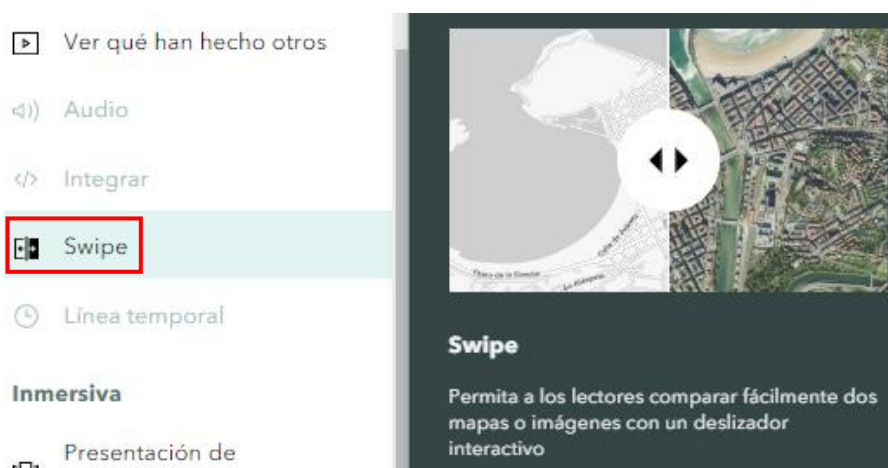 Ver qué han hecho otros
Audio
Integrar
Swipe
Línea temporal
Inmersiva
Presentación de
Swipe
Permita a los lectores comparar fácilmente dos
mapas o imágenes con un deslizador
interactivo